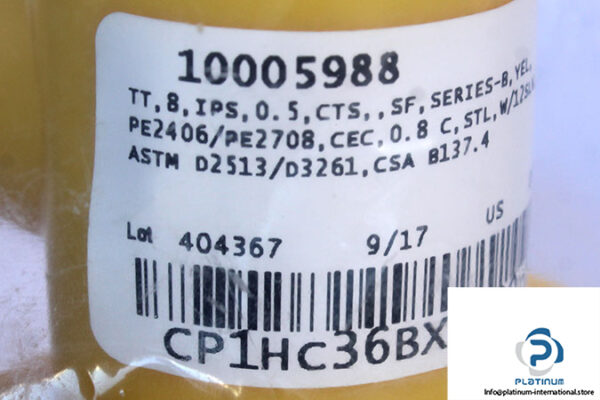 10005988
TT,8,IPS,0.5,CTS,,SF,SERIES-B,YEL,
PE2406/PE2708,CEC,0.8 C,STL,W/12SL
ASTM D2513/D3261,CSA B137.4
US
Lot 404367 9/17
CP1HC36BX
PLATINUM
info@platinum-international.store